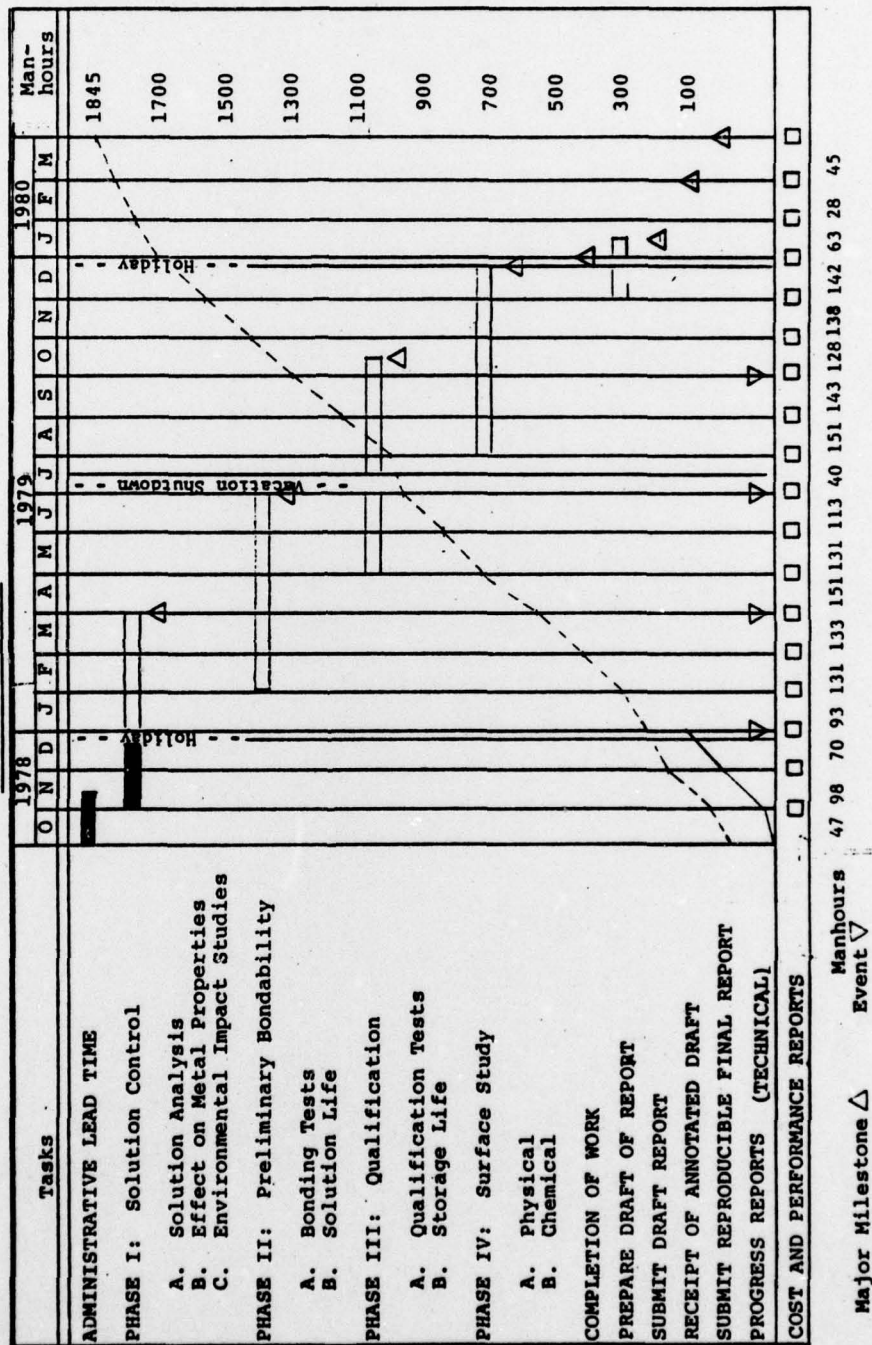 Tasks 1978 1979 1980 Man-
hours
O N D J F M A M J J A S O N D J F M
ADMINISTRATIVE LEAD TIME 1845
PHASE I: Solution Control 1700
A. Solution Analysis
B. Effect on Metal Properties 1500
C. Environmental Impact Studies
PHASE II: Preliminary Bondability 1300
A. Bonding Tests
B. Solution Life 1100
PHASE III: Qualification
A. Qualification Tests 900
B. Storage Life
PHASE IV: Surface Study 700
A. Physical
B. Chemical 500
COMPLETION OF WORK
PREPARE DRAFT OF REPORT 300
SUBMIT DRAFT REPORT
RECEIPT OF ANNOTATED DRAFT 100
SUBMIT REPRODUCIBLE FINAL REPORT
PROGRESS REPORTS (TECHNICAL)
COST AND PERFORMANCE REPORTS
Holiday
Vacation Shutdown
Holiday
Manhours 47 98 70 93 131 133 151 131 113 40 151 143 128 138 142 63 28 45
Major Milestone △ Event ▽